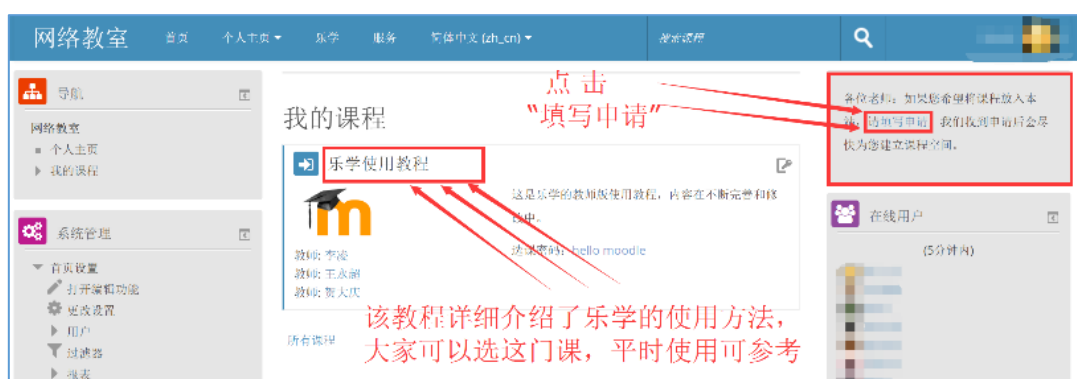 网络教室 首页 个人主页 乐学 服务 简体中文 (zh_cn) 搜索课程
导航
网络教室
个人主页
我的课程
系统管理
首页设置
打开编辑功能
更改设置
用户
过滤器
报表
点 击
“填写申请”
我的课程
乐学使用教程
这是乐学的教师版使用教程，内容在不断完善和修
改中。
选课密码：hello moodle
教师: 李凌
教师: 王永超
教师: 贺大庆
该教程详细介绍了乐学的使用方法，
大家可以选这门课，平时使用可参考
所有课程
各位老师：如果您希望将课程放入本
站，请填写申请，我们收到申请后会尽
快为您建立课程空间。
在线用户
(5分钟内)